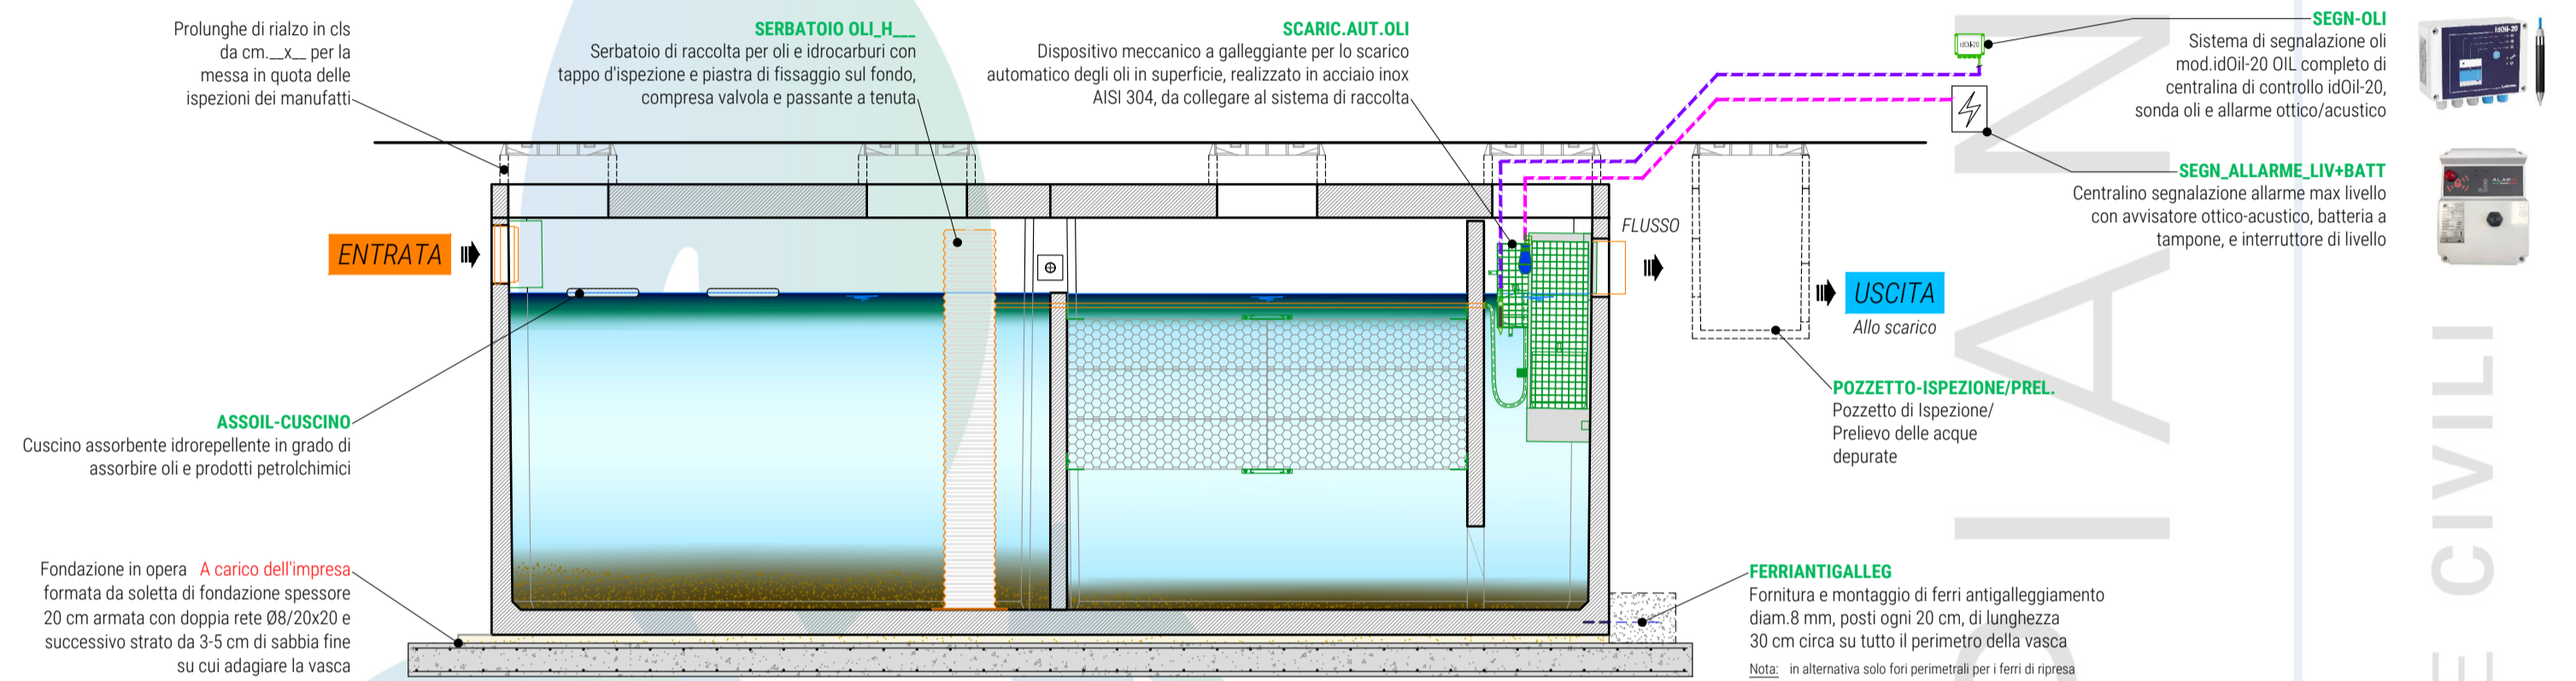 Prolunghe di rialzo in cls
da cm.__x__ per la
messa in quota delle
ispezioni dei manufatti
SERBATOIO OLI_H___
Serbatoio di raccolta per oli e idrocarburi con
tappo d'ispezione e piastra di fissaggio sul fondo,
compresa valvola e passante a tenuta
SCARIC.AUT.OLI
Dispositivo meccanico a galleggiante per lo scarico
automatico degli oli in superficie, realizzato in acciaio inox
AISI 304, da collegare al sistema di raccolta
idOil-20
SEGN-OLI
Sistema di segnalazione oli
mod.idOil-20 OIL completo di
centralina di controllo idOil-20,
sonda oli e allarme ottico/acustico
idOil-20
SEGN_ALLARME_LIV+BATT
Centralino segnalazione allarme max livello
con avvisatore ottico-acustico, batteria a
tampone, e interruttore di livello
ENTRATA
FLUSSO
USCITA
Allo scarico
POZZETTO-ISPEZIONE/PREL.
Pozzetto di Ispezione/
Prelievo delle acque
depurate
ASSOIL-CUSCINO
Cuscino assorbente idrorepellente in grado di
assorbire oli e prodotti petrolchimici
Fondazione in opera A carico dell'impresa
formata da soletta di fondazione spessore
20 cm armata con doppia rete Ø8/20x20 e
successivo strato da 3-5 cm di sabbia fine
su cui adagiare la vasca
FERRIANTIGALLEG
Fornitura e montaggio di ferri antigalleggiamento
diam.8 mm, posti ogni 20 cm, di lunghezza
30 cm circa su tutto il perimetro della vasca
Nota: in alternativa solo fori perimetrali per i ferri di ripresa
E CIVILI